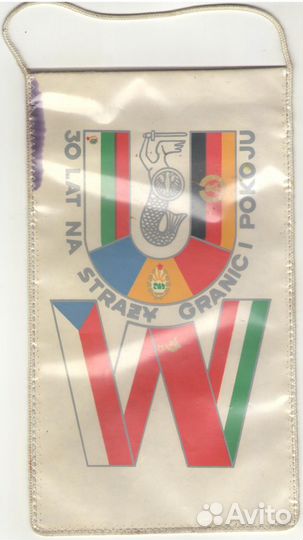 30 LAT NA STRAŻY GRANIC I POKOJU
U
W
Avito